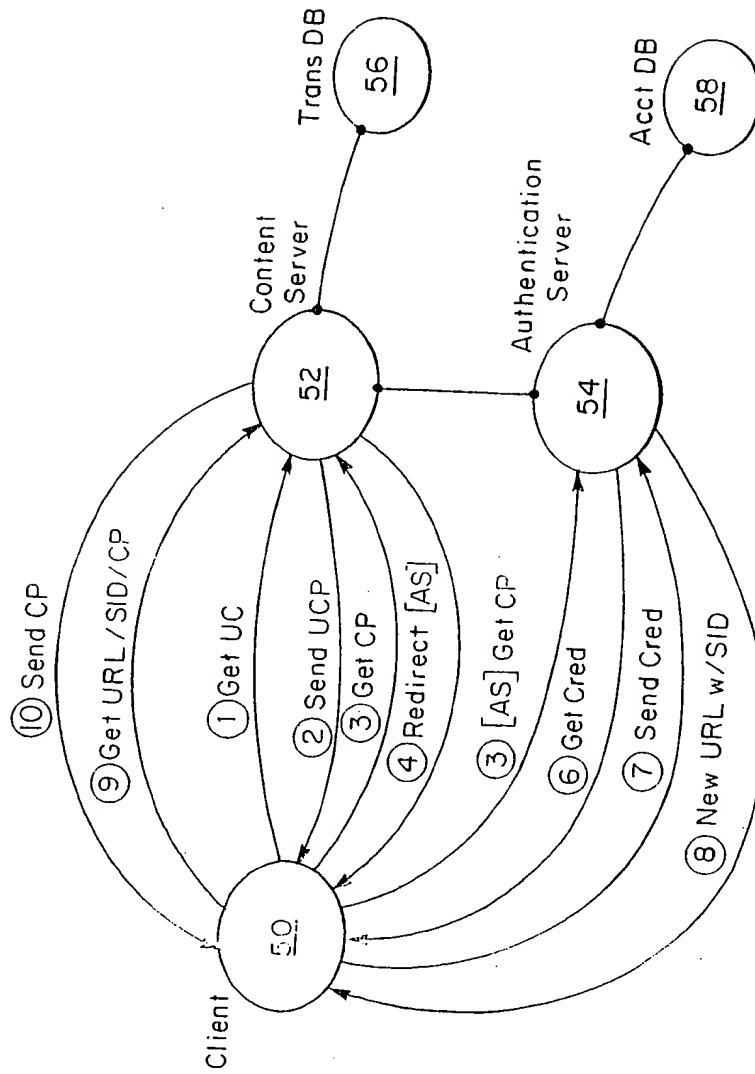 Client
50
Content
Server
52
Trans DB
56
Authentication
Server
54
Acct DB
58
⑩ Send CP
⑨ Get URL/SID/CP
① Get UC
② Send UCP
③ Get CP
④ Redirect [AS]
③ [AS] Get CP
⑥ Get Cred
⑦ Send Cred
⑧ New URL w/SID